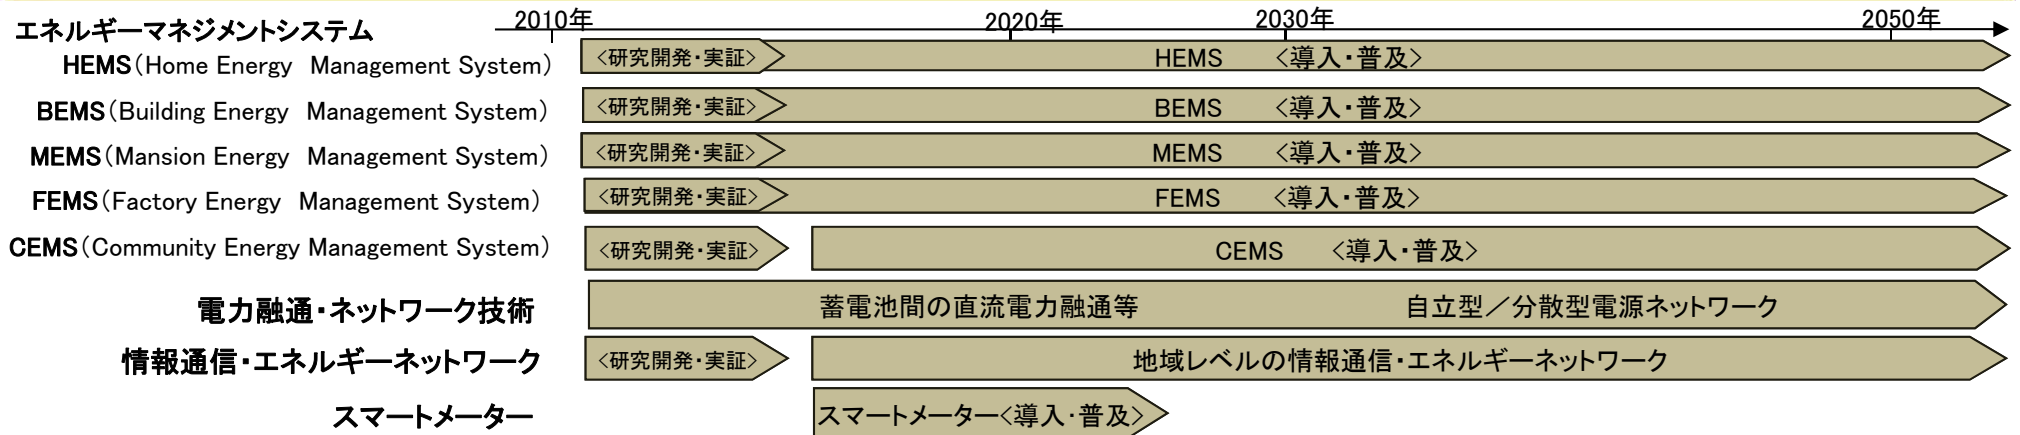 2010年 2020年 2030年 2050年
エネルギーマネジメントシステム
HEMS(Home Energy Management System) <研究開発・実証> HEMS <導入・普及>
BEMS(Building Energy Management System) <研究開発・実証> BEMS <導入・普及>
MEMS(Mansion Energy Management System) <研究開発・実証> MEMS <導入・普及>
FEMS(Factory Energy Management System) <研究開発・実証> FEMS <導入・普及>
CEMS(Community Energy Management System) <研究開発・実証> CEMS <導入・普及>
電力融通・ネットワーク技術 蓄電池間の直流電力融通等 自立型／分散型電源ネットワーク
情報通信・エネルギーネットワーク <研究開発・実証> 地域レベルの情報通信・エネルギーネットワーク
スマートメーター スマートメーター<導入・普及>